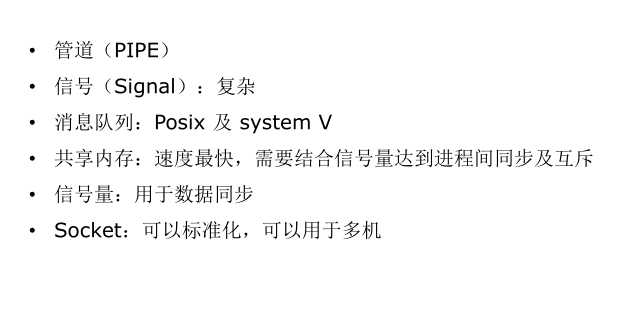 • 管道（PIPE）
• 信号（Signal）：复杂
• 消息队列：Posix 及 system V
• 共享内存：速度最快，需要结合信号量达到进程间同步及互斥
• 信号量：用于数据同步
• Socket：可以标准化，可以用于多机